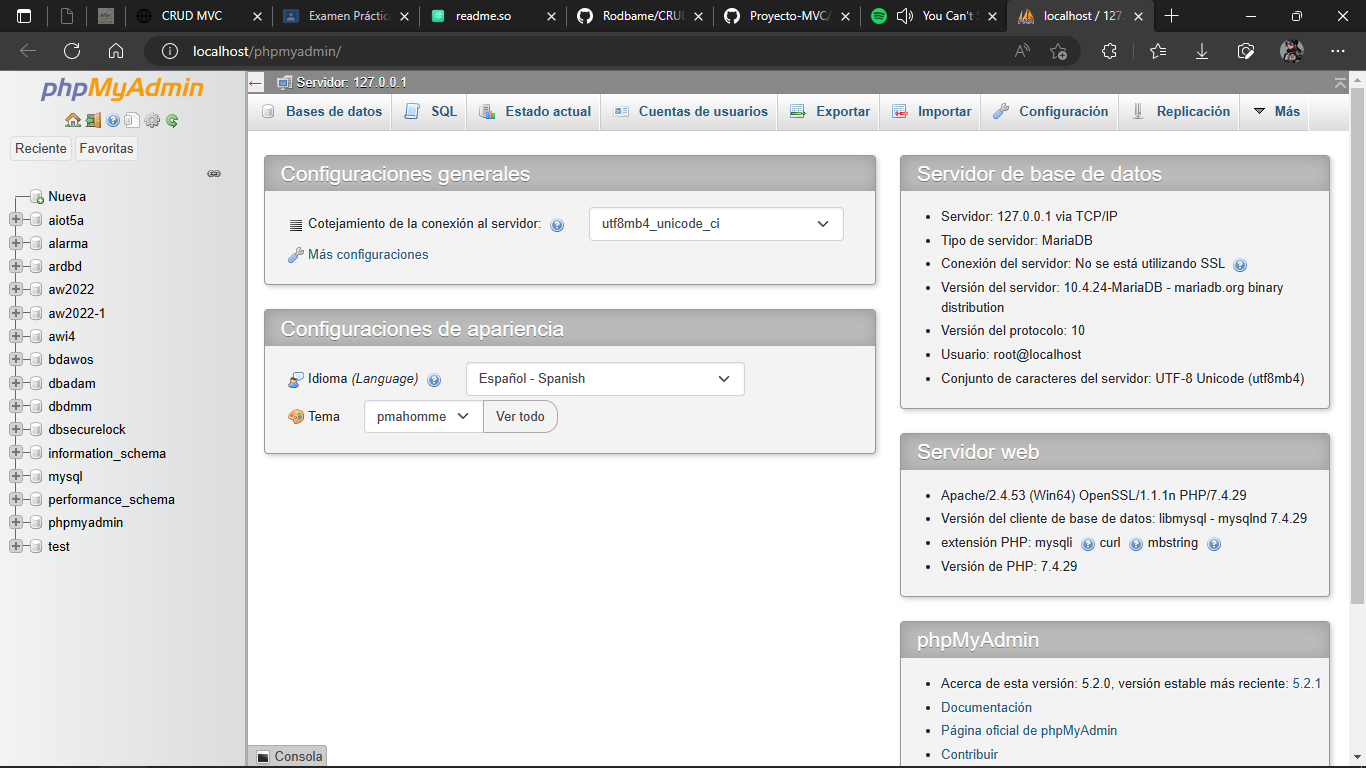 CRUD MVC
Examen Práctic
readme.so
Rodbame/CRUD
Proyecto-MVC/
You Can't S
localhost / 127.
localhost/phpmyadmin/
phpMyAdmin
Reciente
Favoritas
Nueva
aiot5a
alarma
ardbd
aw2022
aw2022-1
awi4
bdawos
dbadam
dbdmm
dbsecurelock
information_schema
mysql
performance_schema
phpmyadmin
test
Servidor: 127.0.0.1
Bases de datos
SQL
Estado actual
Cuentas de usuarios
Exportar
Importar
Configuración
Replicación
Más
Configuraciones generales
Cotejamiento de la conexión al servidor:
utf8mb4_unicode_ci
Más configuraciones
Configuraciones de apariencia
Idioma (Language)
Español - Spanish
Tema
pmahomme
Ver todo
Servidor de base de datos
Servidor: 127.0.0.1 via TCP/IP
Tipo de servidor: MariaDB
Conexión del servidor: No se está utilizando SSL
Versión del servidor: 10.4.24-MariaDB - mariadb.org binary
distribution
Versión del protocolo: 10
Usuario: root@localhost
Conjunto de caracteres del servidor: UTF-8 Unicode (utf8mb4)
Servidor web
Apache/2.4.53 (Win64) OpenSSL/1.1.1n PHP/7.4.29
Versión del cliente de base de datos: libmysql - mysqlnd 7.4.29
extensión PHP: mysqli curl mbstring
Versión de PHP: 7.4.29
phpMyAdmin
Acerca de esta versión: 5.2.0, versión estable más reciente: 5.2.1
Documentación
Página oficial de phpMyAdmin
Contribuir
Consola